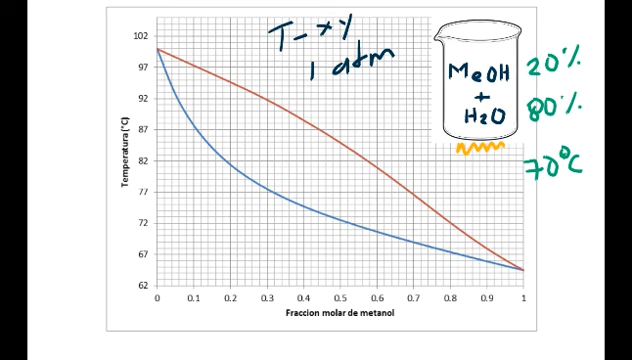 T - xy
1 atm
MeOH
+
H2O
20%
80%
70°C
102
97
92
87
82
77
72
67
62
Temperatura (°C)
0 0.1 0.2 0.3 0.4 0.5 0.6 0.7 0.8 0.9 1
Fraccion molar de metanol